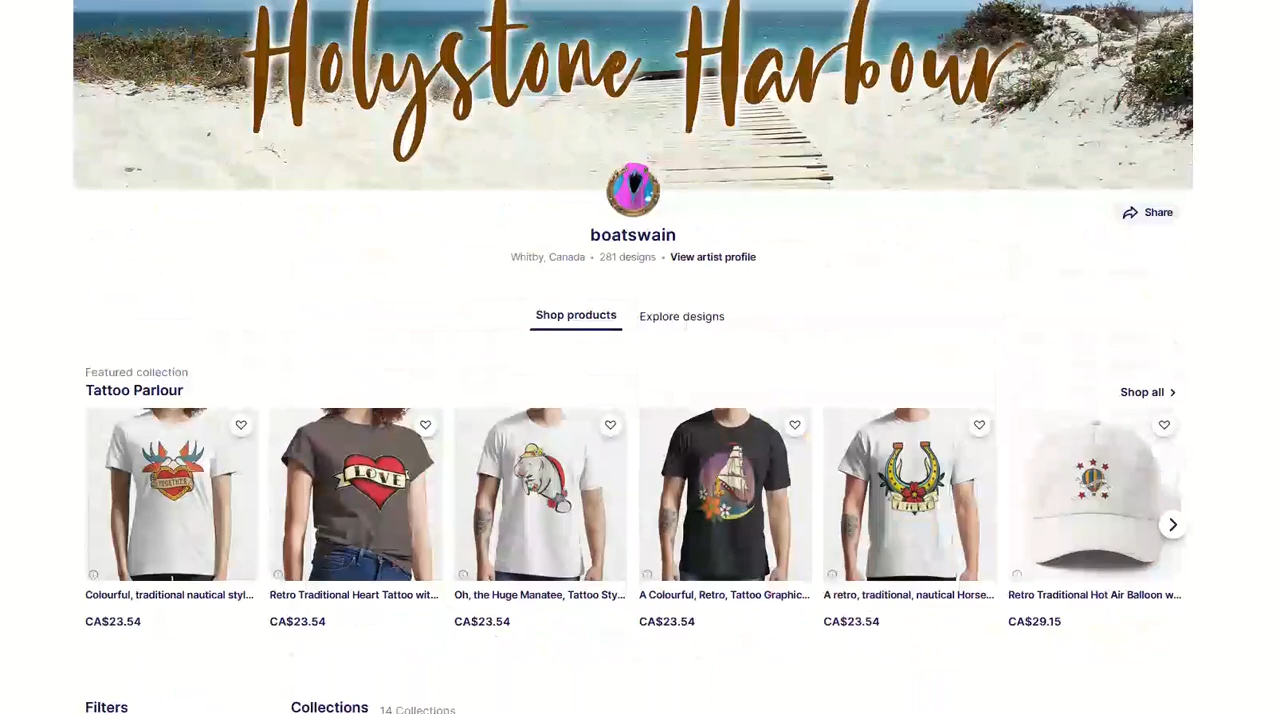 Holystone Harbour
Share
boatswain
Whitby, Canada • 281 designs • View artist profile
Shop products
Explore designs
Featured collection
Tattoo Parlour
Shop all
TOGETHER
LOVE
Colourful, traditional nautical styl...
Retro Traditional Heart Tattoo wit...
Oh, the Huge Manatee, Tattoo Sty...
A Colourful, Retro, Tattoo Graphic...
A retro, traditional, nautical Horse...
Retro Traditional Hot Air Balloon w...
CA$23.54
CA$23.54
CA$23.54
CA$23.54
CA$23.54
CA$29.15
Filters
Collections
14 Collections